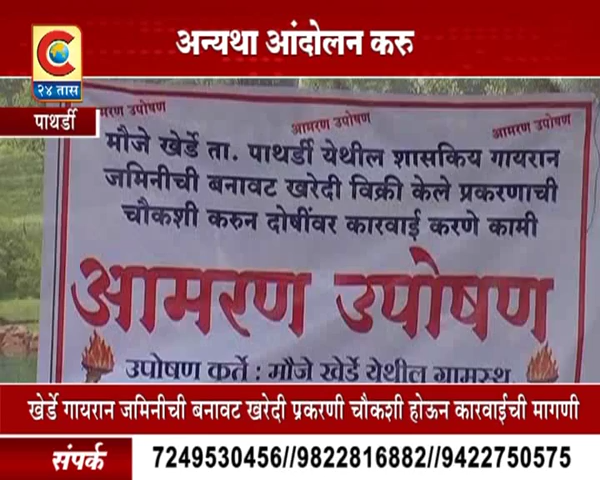 अन्यथा आंदोलन करु
C
२४ तास
पाथर्डी
आमरण उपोषण
आमरण उपोषण
आमरण उपोषण
मौजे खेर्डे ता. पाथर्डी येथील शासकिय गायरान
जमिनीची बनावट खरेदी विक्री केले प्रकरणाची
चौकशी करुन दोषींवर कारवाई करणे कामी
आमरण उपोषण
उपोषण कर्ते : मौजे खेर्डे येथील ग्रामस्थ
खेर्डे गायरान जमिनीची बनावट खरेदी प्रकरणी चौकशी होऊन कारवाईची मागणी
संपर्क 7249530456//9822816882//9422750575